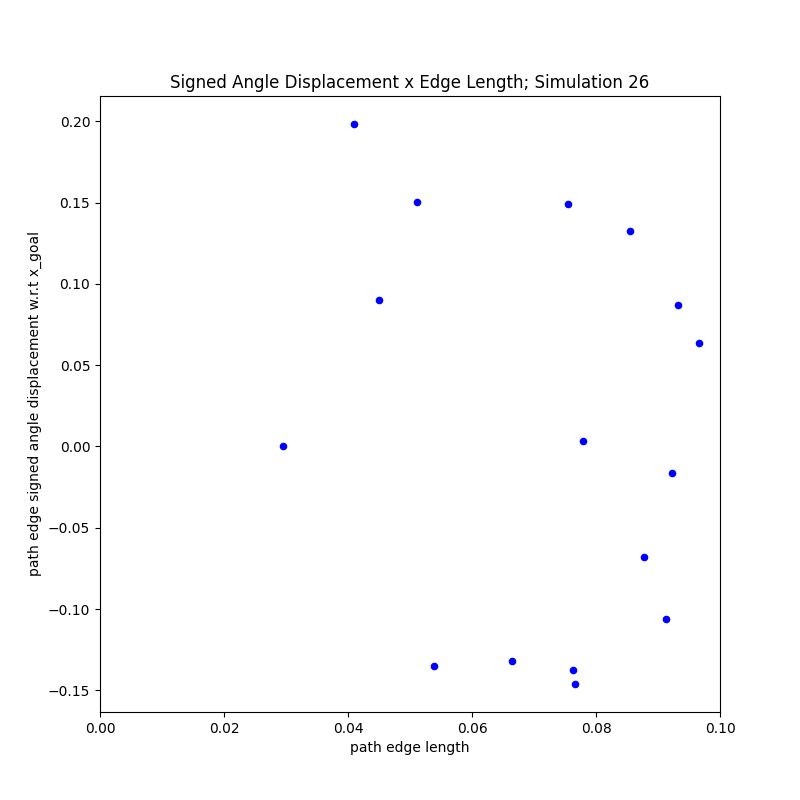 Signed Angle Displacement x Edge Length; Simulation 26
0.20
0.15
0.10
0.05
0.00
−0.05
−0.10
−0.15
path edge signed angle displacement w.r.t x_goal
0.00 0.02 0.04 0.06 0.08 0.10
path edge length